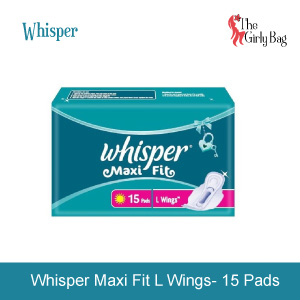 Whisper
The
Girly Bag
whisper
Maxi Fit
15 Pads
L Wings
Whisper Maxi Fit L Wings- 15 Pads